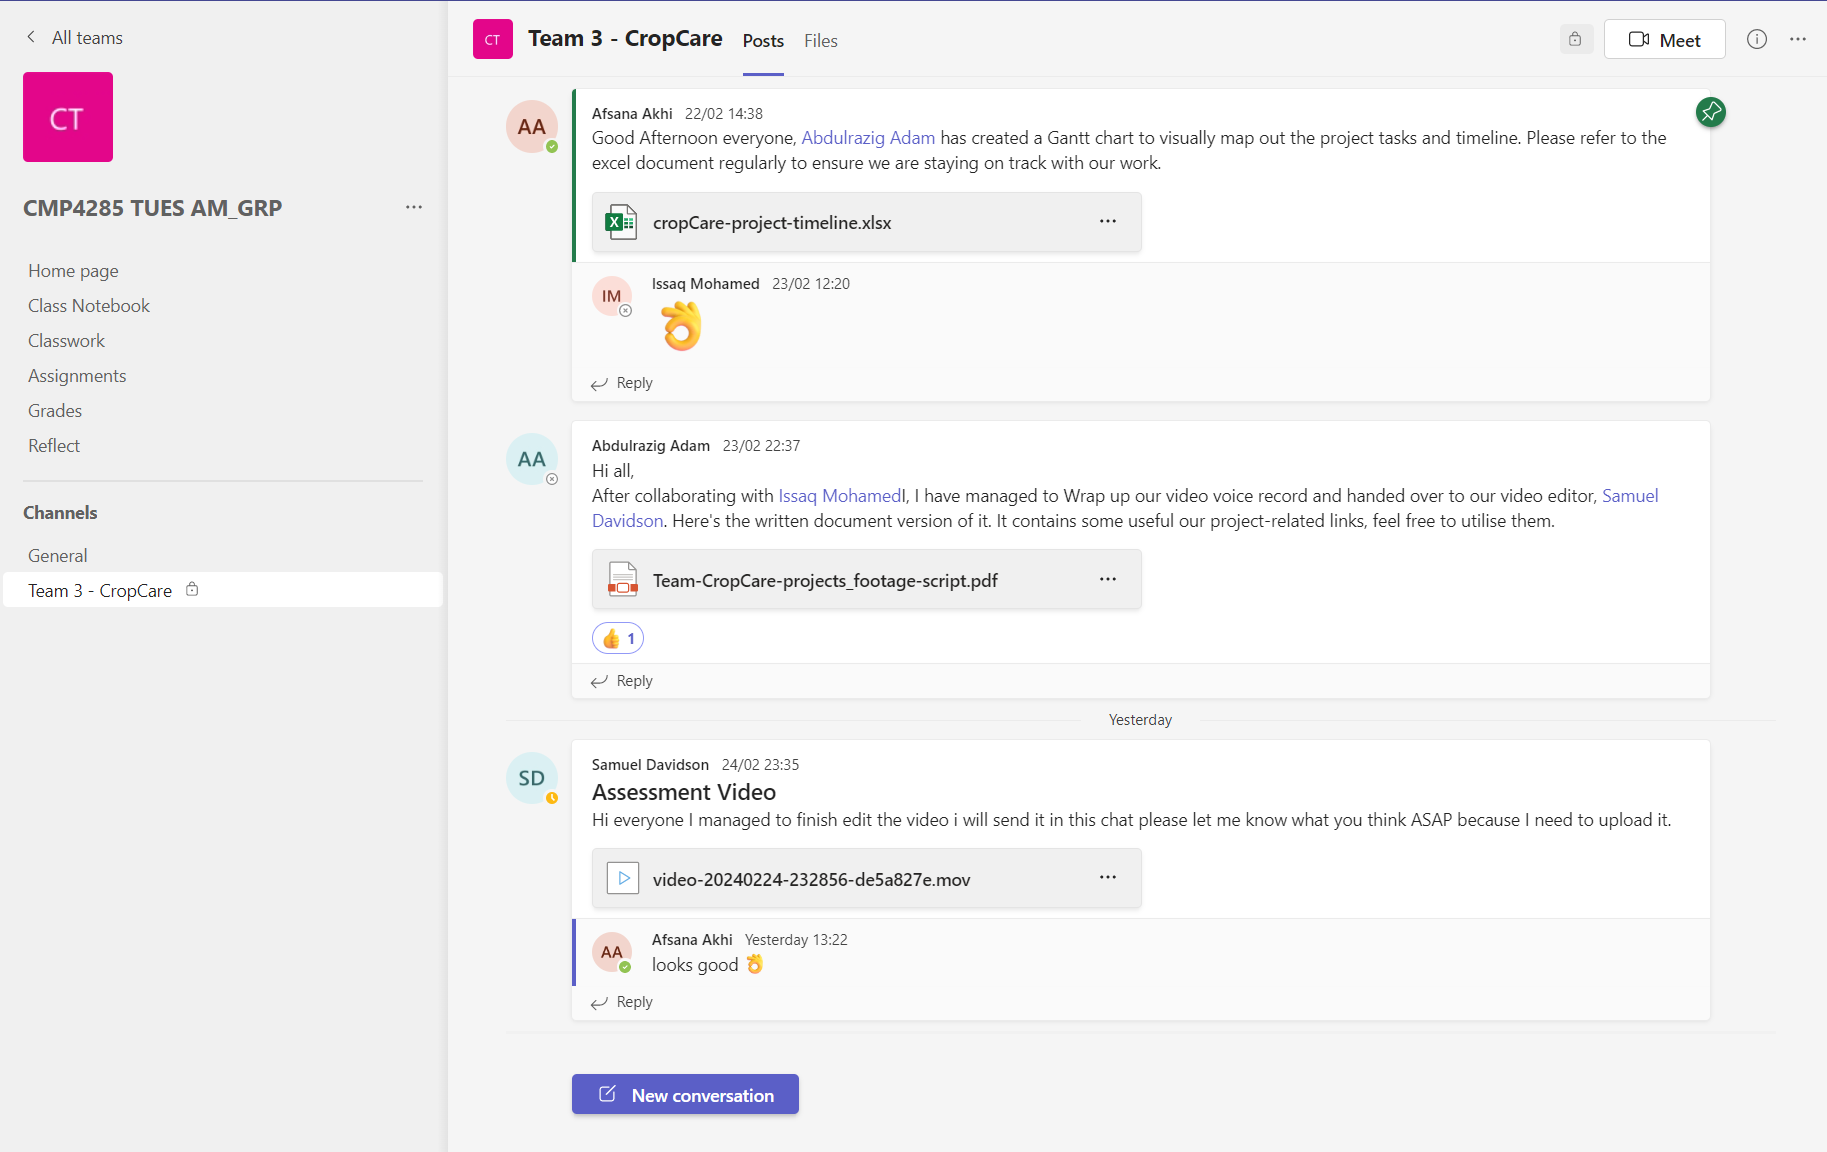 All teams
CT
CMP4285 TUES AM_GRP
Home page
Class Notebook
Classwork
Assignments
Grades
Reflect
Channels
General
Team 3 - CropCare
CT
Team 3 - CropCare
Posts
Files
Meet
AA
Afsana Akhi 22/02 14:38
Good Afternoon everyone, Abdulrazig Adam has created a Gantt chart to visually map out the project tasks and timeline. Please refer to the
excel document regularly to ensure we are staying on track with our work.
cropCare-project-timeline.xlsx
IM
Issaq Mohamed 23/02 12:20
Reply
AA
Abdulrazig Adam 23/02 22:37
Hi all,
After collaborating with Issaq MohamedI, I have managed to Wrap up our video voice record and handed over to our video editor, Samuel
Davidson. Here's the written document version of it. It contains some useful our project-related links, feel free to utilise them.
Team-CropCare-projects_footage-script.pdf
1
Reply
Yesterday
SD
Samuel Davidson 24/02 23:35
Assessment Video
Hi everyone I managed to finish edit the video i will send it in this chat please let me know what you think ASAP because I need to upload it.
video-20240224-232856-de5a827e.mov
AA
Afsana Akhi Yesterday 13:22
looks good 👌
Reply
New conversation